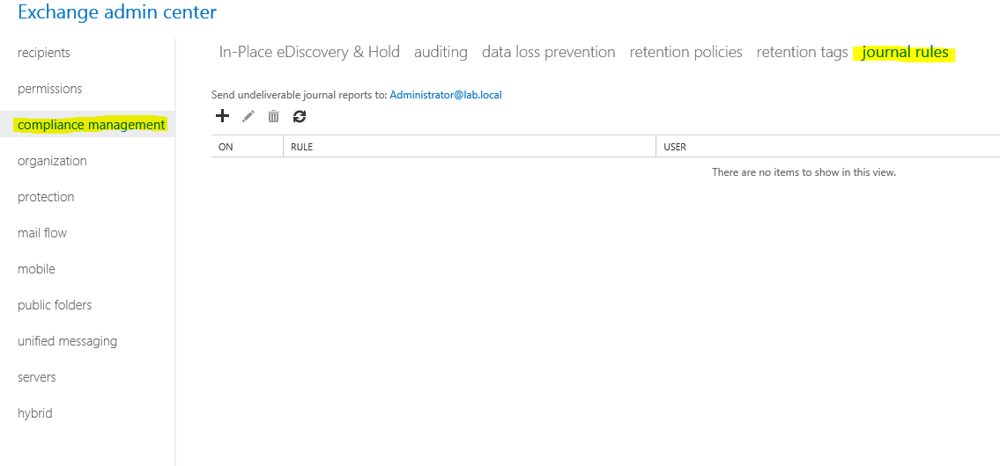 Exchange admin center
recipients
permissions
compliance management
organization
protection
mail flow
mobile
public folders
unified messaging
servers
hybrid
In-Place eDiscovery & Hold auditing data loss prevention retention policies retention tags journal rules
Send undeliverable journal reports to: Administrator@lab.local
ON RULE USER
There are no items to show in this view.